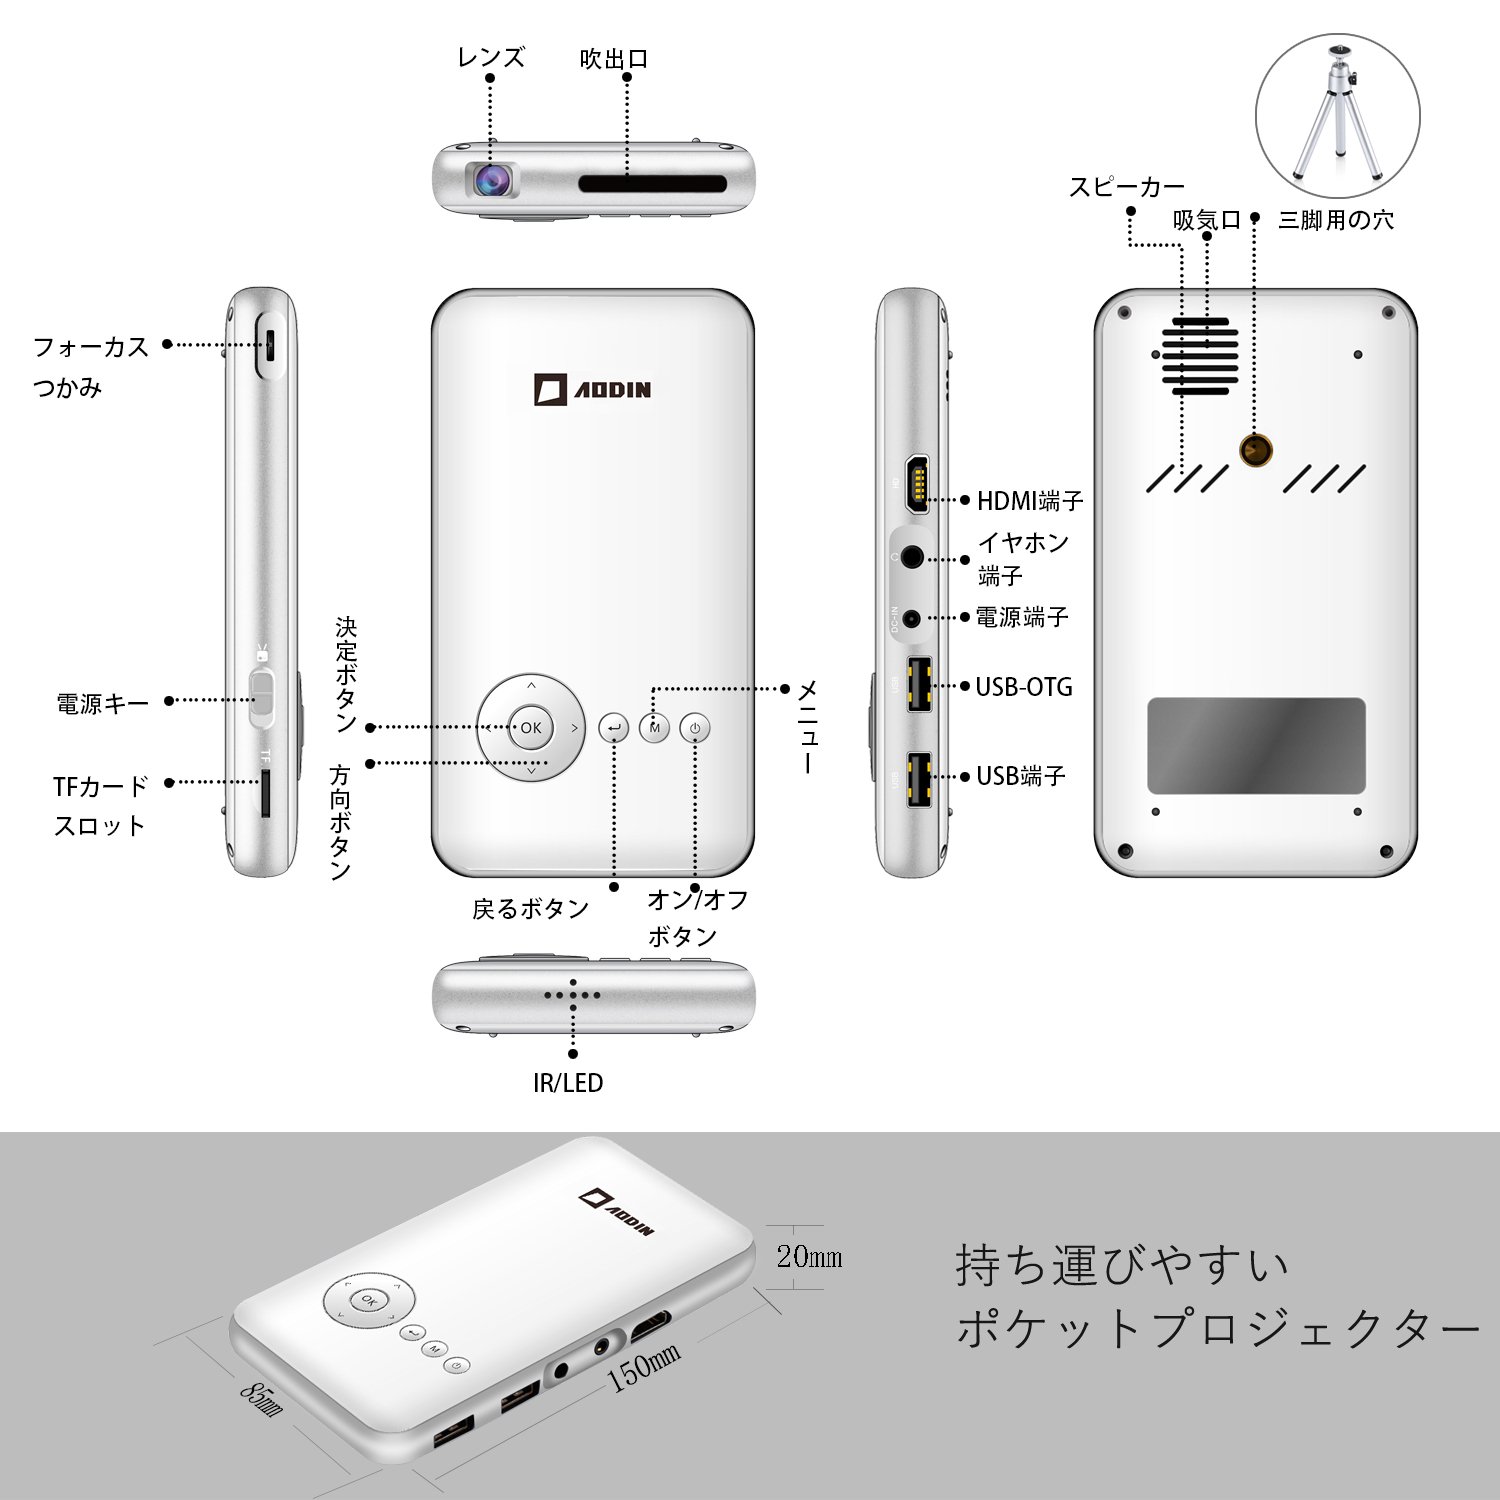 レンズ
吹出口
スピーカー
吸気口
三脚用の穴
フォーカス
つかみ
AODIN
HD
HDMI端子
イヤホン
端子
DC-IN
電源端子
USB
USB-OTG
USB
USB端子
電源キー
TF
TFカード
スロット
決定ボタン
方向ボタン
OK
M
メニュー
戻るボタン
オン/オフ
ボタン
IR/LED
AODIN
OK
M
20mm
150mm
85mm
持ち運びやすい
ポケットプロジェクター